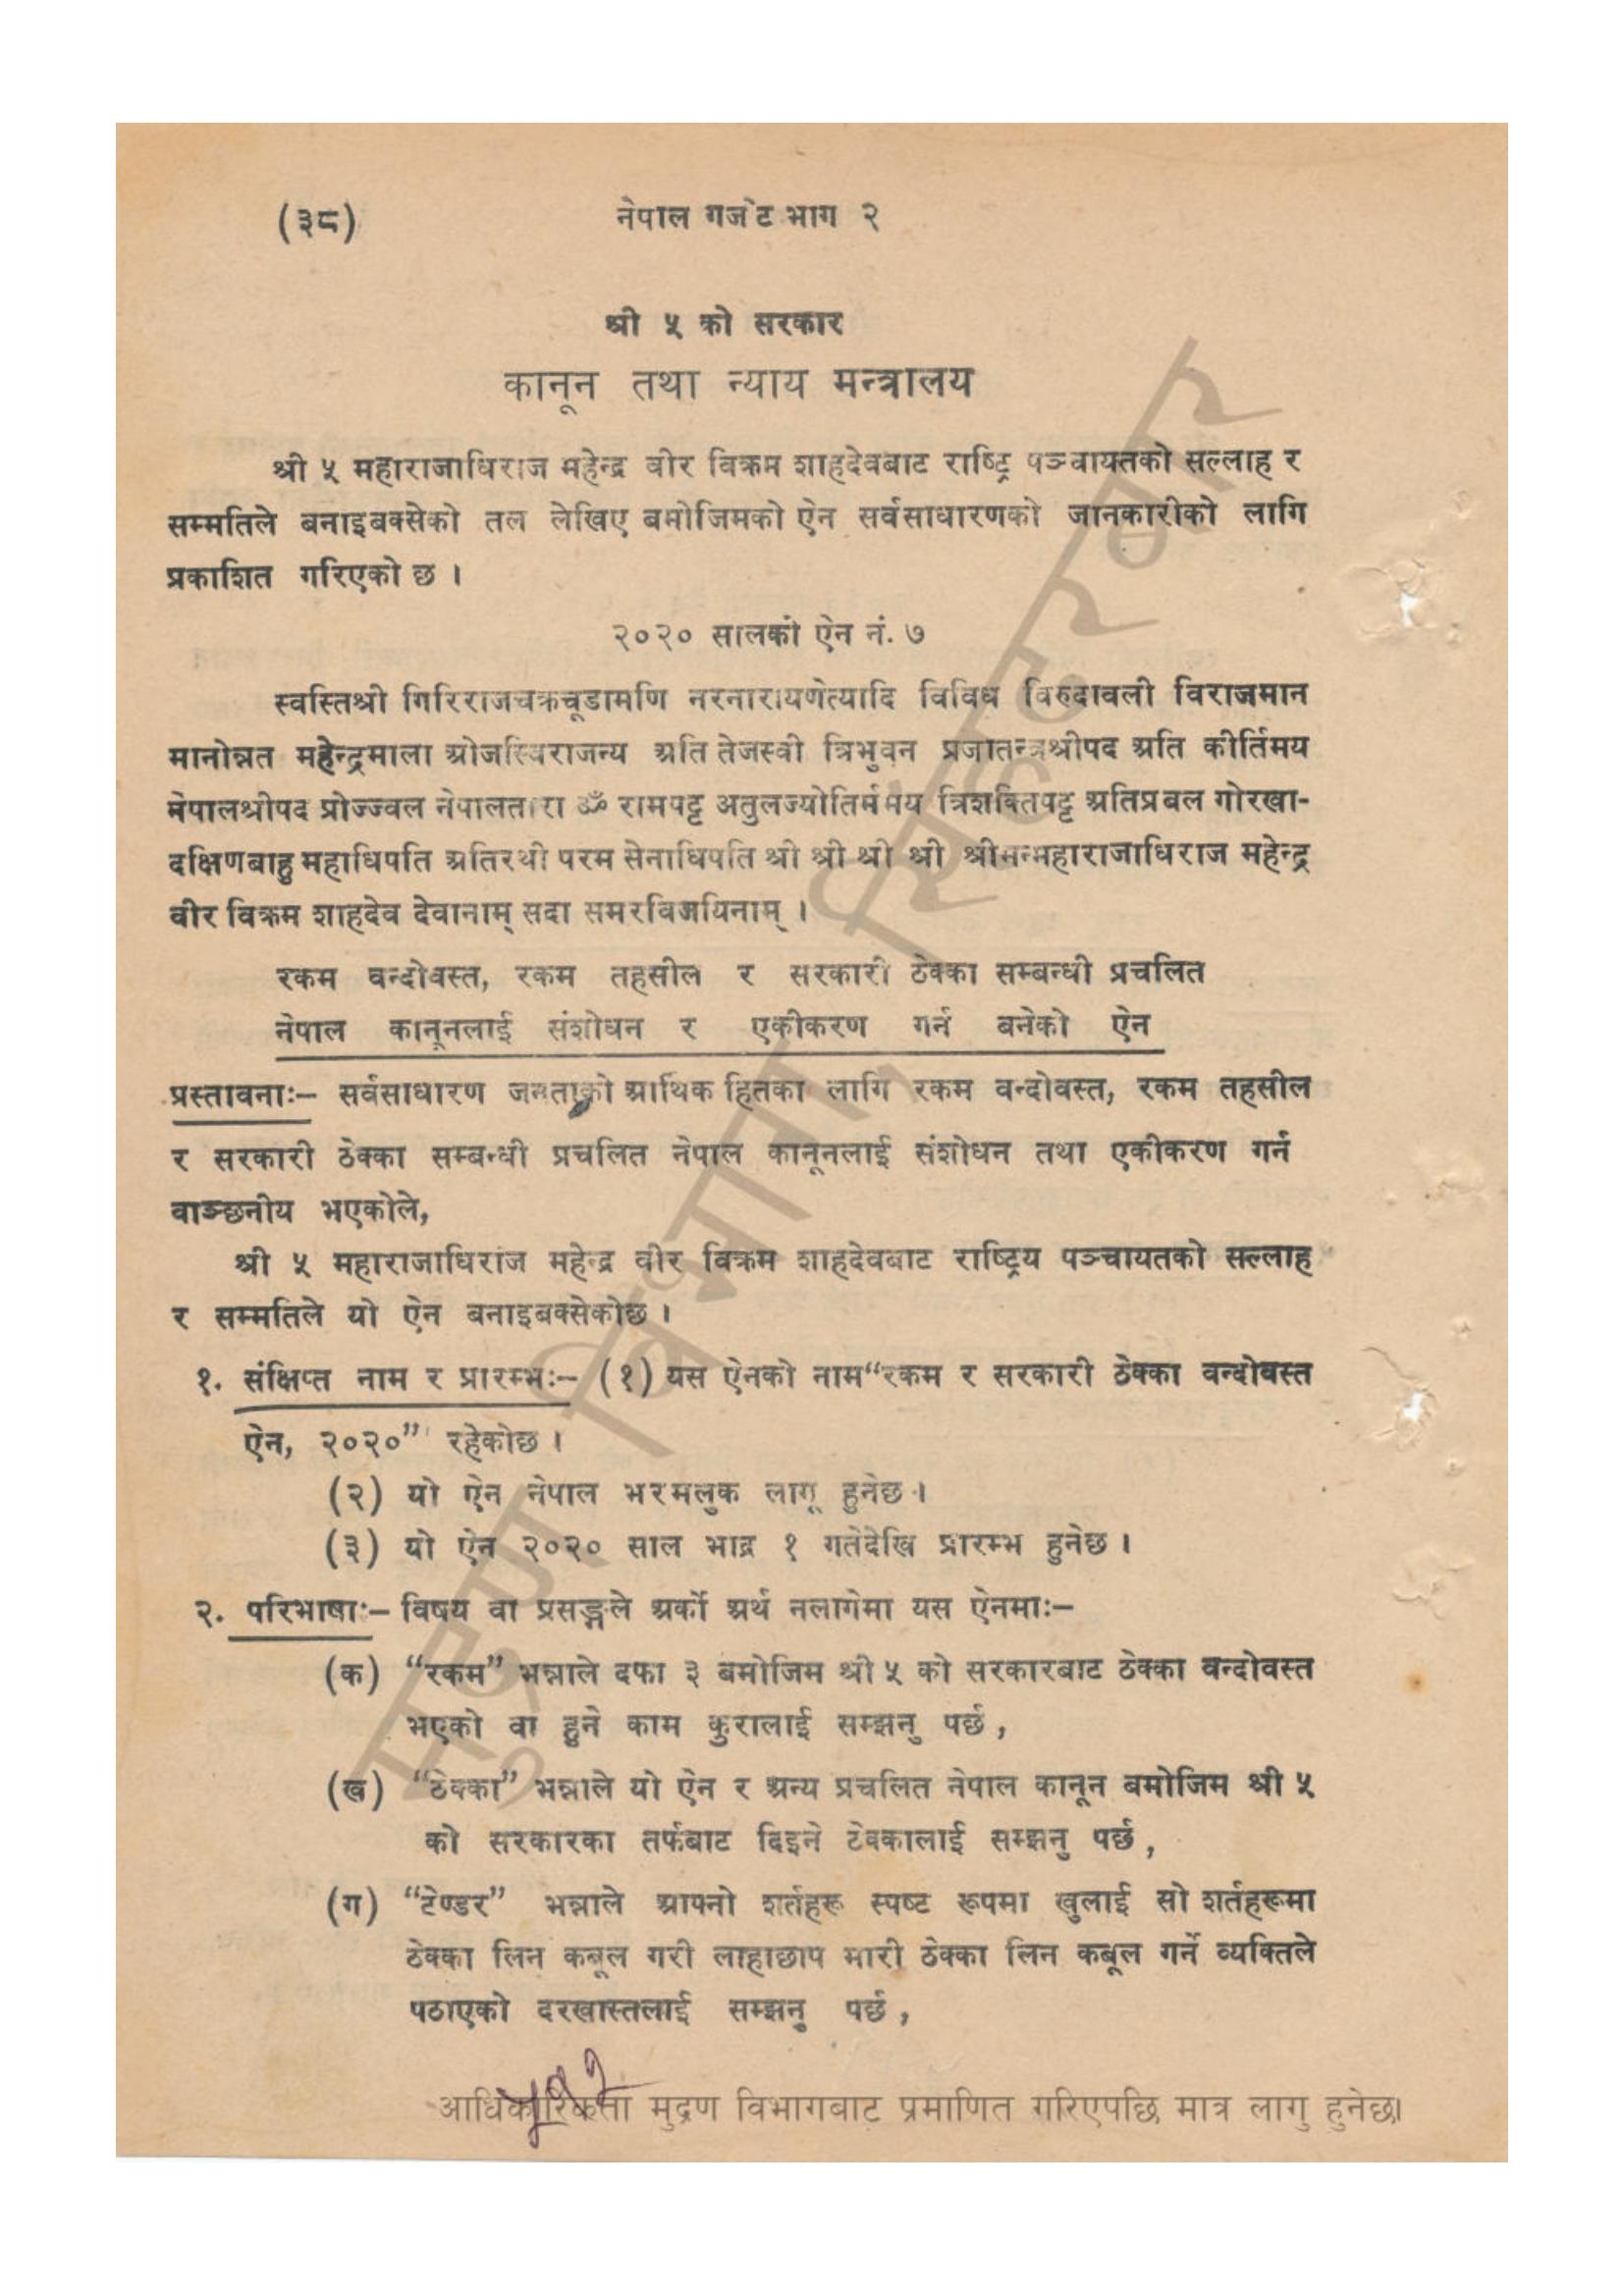 (३८)
नेपाल गजेट भाग २
श्री ५ को सरकार
कानून तथा न्याय मन्त्रालय
श्री ५ महाराजाधिराज महेन्द्र वीर विक्रम शाहदेवबाट राष्ट्रि पञ्चायतको सल्लाह र
सम्मतिले बनाइबक्सेको तल लेखिए बमोजिमको ऐन सर्वसाधारणको जानकारीको लागि
प्रकाशित गरिएको छ ।
२०२० सालको ऐन नं. ७
स्वस्तिश्री गिरिराजचक्रचूडामणि नरनारायणेत्यादि विविध विरुदावली विराजमान
मानोन्नत महेन्द्रमाला ओजस्विराजन्य अति तेजस्वी त्रिभुवन प्रजातन्त्रश्रीपद अति कीर्तिमय
नेपालश्रीपद प्रोज्ज्वल नेपालतारा ॐ रामपट्ट अतुलज्योतिर्ममय त्रिशक्तिपट्ट अतिप्रबल गोरखा-
दक्षिणबाहु महाधिपति अतिरथी परम सेनाधिपति श्री श्री श्री श्री श्रीमन्महाराजाधिराज महेन्द्र
वीर विक्रम शाहदेव देवानाम् सदा समरविजयिनाम् ।
रकम वन्दोवस्त, रकम तहसील र सरकारी ठेक्का सम्बन्धी प्रचलित
नेपाल कानूनलाई संशोधन र एकीकरण गर्न बनेको ऐन
प्रस्तावनाः– सर्वसाधारण जनताको आर्थिक हितका लागि रकम वन्दोवस्त, रकम तहसील
र सरकारी ठेक्का सम्बन्धी प्रचलित नेपाल कानूनलाई संशोधन तथा एकीकरण गर्न
वाञ्छनीय भएकोले,
श्री ५ महाराजाधिराज महेन्द्र वीर विक्रम शाहदेवबाट राष्ट्रिय पञ्चायतको सल्लाह
र सम्मतिले यो ऐन बनाइबक्सेकोछ ।
१. संक्षिप्त नाम र प्रारम्भः– (१) यस ऐनको नाम “रकम र सरकारी ठेक्का वन्दोवस्त
ऐन, २०२०” रहेकोछ ।
(२) यो ऐन नेपाल भरमलुक लागू हुनेछ ।
(३) यो ऐन २०२० साल भाद्र १ गतेदेखि प्रारम्भ हुनेछ ।
२. परिभाषाः– विषय वा प्रसङ्गले अर्को अर्थ नलागेमा यस ऐनमाः–
(क) “रकम” भन्नाले दफा ३ बमोजिम श्री ५ को सरकारबाट ठेक्का वन्दोवस्त
भएको वा हुने काम कुरालाई सम्झनु पर्छ ,
(ख) “ठेक्का” भन्नाले यो ऐन र अन्य प्रचलित नेपाल कानून बमोजिम श्री ५
को सरकारका तर्फबाट दिइने ठेक्कालाई सम्झनु पर्छ ,
(ग) “टेण्डर” भन्नाले आफ्नो शर्तहरू स्पष्ट रूपमा खुलाई सो शर्तहरूमा
ठेक्का लिन कबूल गरी लाहाछाप मारी ठेक्का लिन कबूल गर्ने व्यक्तिले
पठाएको दरखास्तलाई सम्झनु पर्छ ,
आधिकारिकता मुद्रण विभागबाट प्रमाणित गरिएपछि मात्र लागु हुनेछ।
मुद्रण विभाग, सिंहदरबार